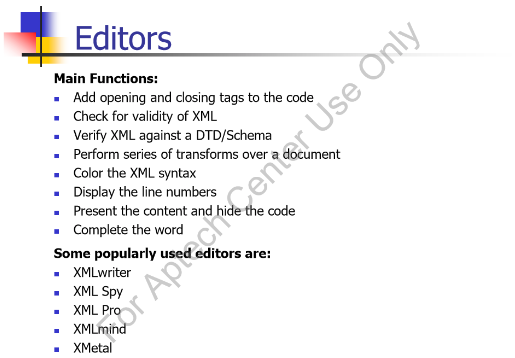 Editors
Main Functions:
Add opening and closing tags to the code
Check for validity of XML
Verify XML against a DTD/Schema
Perform series of transforms over a document
Color the XML syntax
Display the line numbers
Present the content and hide the code
Complete the word
Some popularly used editors are:
XMLwriter
XML Spy
XML Pro
XMLmind
XMetal
For Aptech Center Use Only